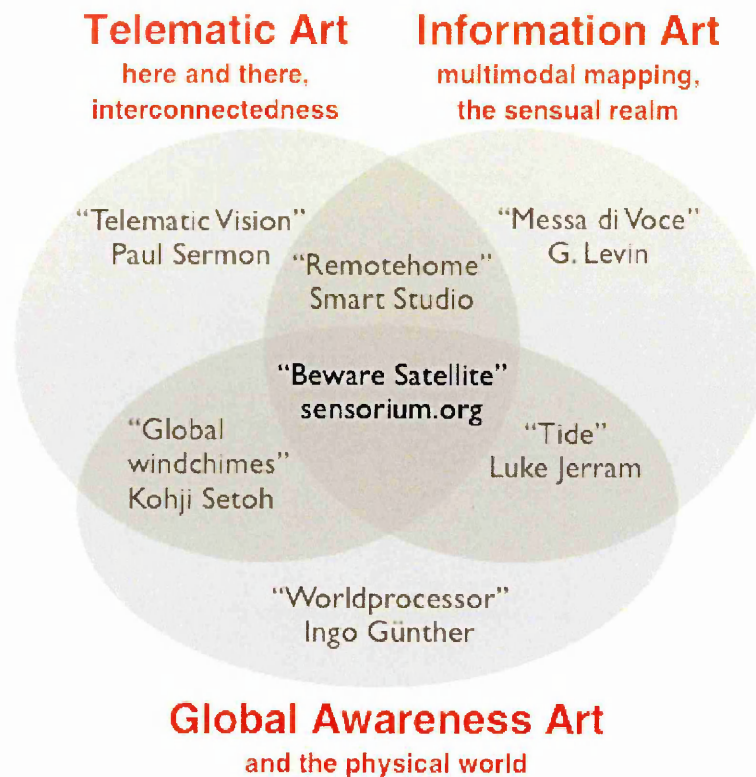 Telematic Art
here and there,
interconnectedness
Information Art
multimodal mapping,
the sensual realm
“Telematic Vision”
Paul Sermon
“Remotehome”
Smart Studio
“Messa di Voce”
G. Levin
“Beware Satellite”
sensorium.org
“Global
windchimes”
Kohji Setoh
“Tide”
Luke Jerram
“Worldprocessor”
Ingo Günther
Global Awareness Art
and the physical world